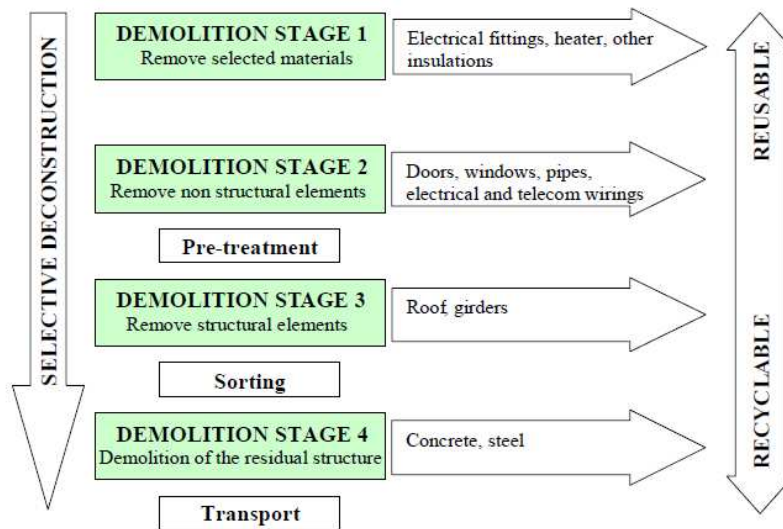 SELECTIVE DECONSTRUCTION
DEMOLITION STAGE 1
Remove selected materials
Electrical fittings, heater, other
insulations
DEMOLITION STAGE 2
Remove non structural elements
Doors, windows, pipes,
electrical and telecom wirings
Pre-treatment
DEMOLITION STAGE 3
Remove structural elements
Roof, girders
Sorting
DEMOLITION STAGE 4
Demolition of the residual structure
Concrete, steel
Transport
REUSABLE
RECYCLABLE